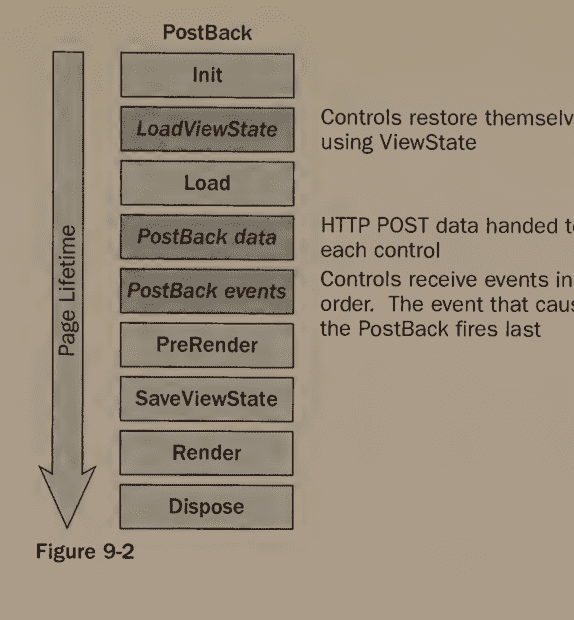 PostBack
Init
LoadViewState
Controls restore themselv
using ViewState
Load
PostBack data
HTTP POST data handed to
each control
PostBack events
Controls receive events in
order. The event that caus
the PostBack fires last
PreRender
SaveViewState
Render
Dispose
Page Lifetime
Figure 9-2